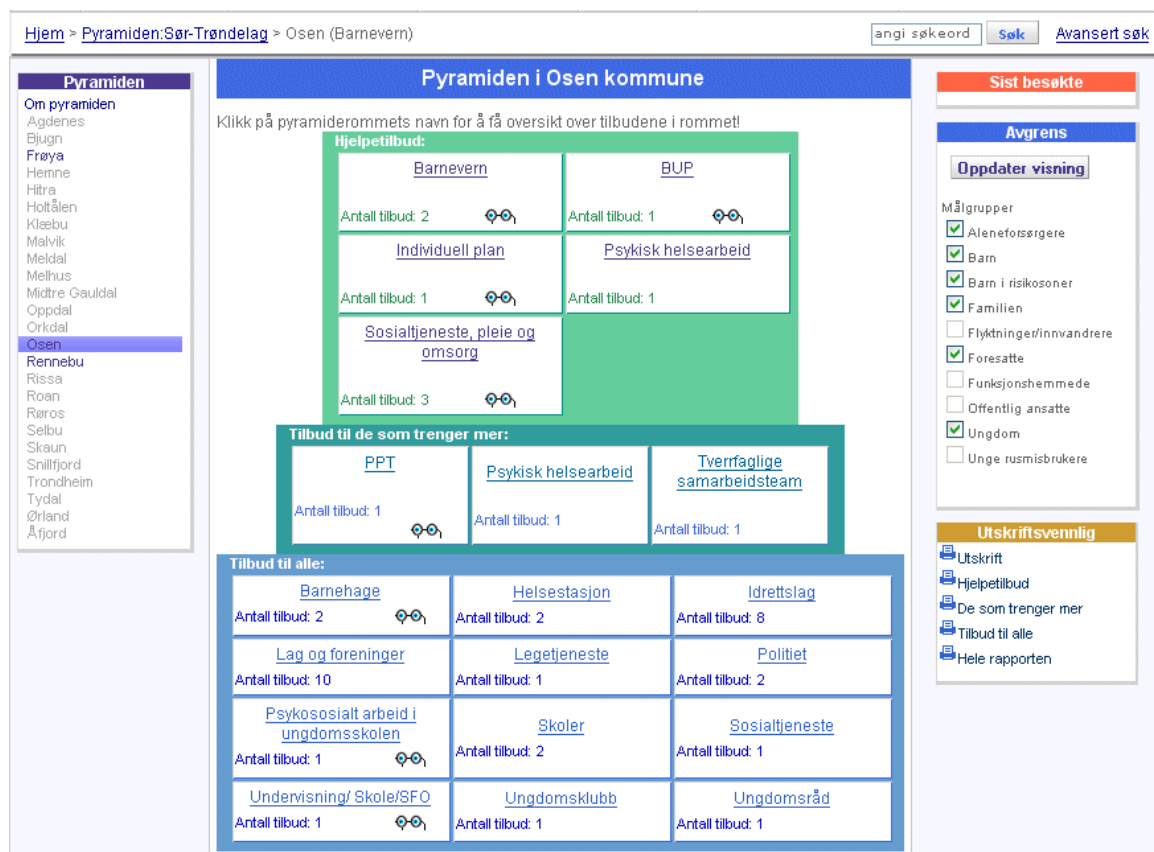 Hjem > Pyramiden:Sør-Trøndelag > Osen (Barnevern)
angi søkeord
Søk
Avansert søk
Pyramiden
Om pyramiden
Agdenes
Bjugn
Frøya
Hemne
Hitra
Holtålen
Klæbu
Malvik
Meldal
Melhus
Midtre Gauldal
Oppdal
Orkdal
Osen
Rennebu
Rissa
Roan
Røros
Selbu
Skaun
Snillfjord
Trondheim
Tydal
Ørland
Åfjord
Pyramiden i Osen kommune
Klikk på pyramiderommets navn for å få oversikt over tilbudene i rommet!
Hjelpetilbud:
Barnevern
Antall tilbud: 2
BUP
Antall tilbud: 1
Individuell plan
Antall tilbud: 1
Psykisk helsearbeid
Antall tilbud: 1
Sosialtjeneste, pleie og
omsorg
Antall tilbud: 3
Tilbud til de som trenger mer:
PPT
Antall tilbud: 1
Psykisk helsearbeid
Antall tilbud: 1
Tverrfaglige
samarbeidsteam
Antall tilbud: 1
Tilbud til alle:
Barnehage
Antall tilbud: 2
Helsestasjon
Antall tilbud: 2
Idrettslag
Antall tilbud: 8
Lag og foreninger
Antall tilbud: 10
Legetjeneste
Antall tilbud: 1
Politiet
Antall tilbud: 2
Psykososialt arbeid i
ungdomsskolen
Antall tilbud: 1
Skoler
Antall tilbud: 2
Sosialtjeneste
Antall tilbud: 1
Undervisning/ Skole/SFO
Antall tilbud: 1
Ungdomsklubb
Antall tilbud: 1
Ungdomsråd
Antall tilbud: 1
Sist besøkte
Avgrens
Oppdater visning
Målgrupper
Aleneforsørgere
Barn
Barn i risikosoner
Familien
Flyktninger/innvandrere
Foresatte
Funksjonshemmede
Offentlig ansatte
Ungdom
Unge rusmisbrukere
Utskriftsvennlig
Utskrift
Hjelpetilbud
De som trenger mer
Tilbud til alle
Hele rapporten